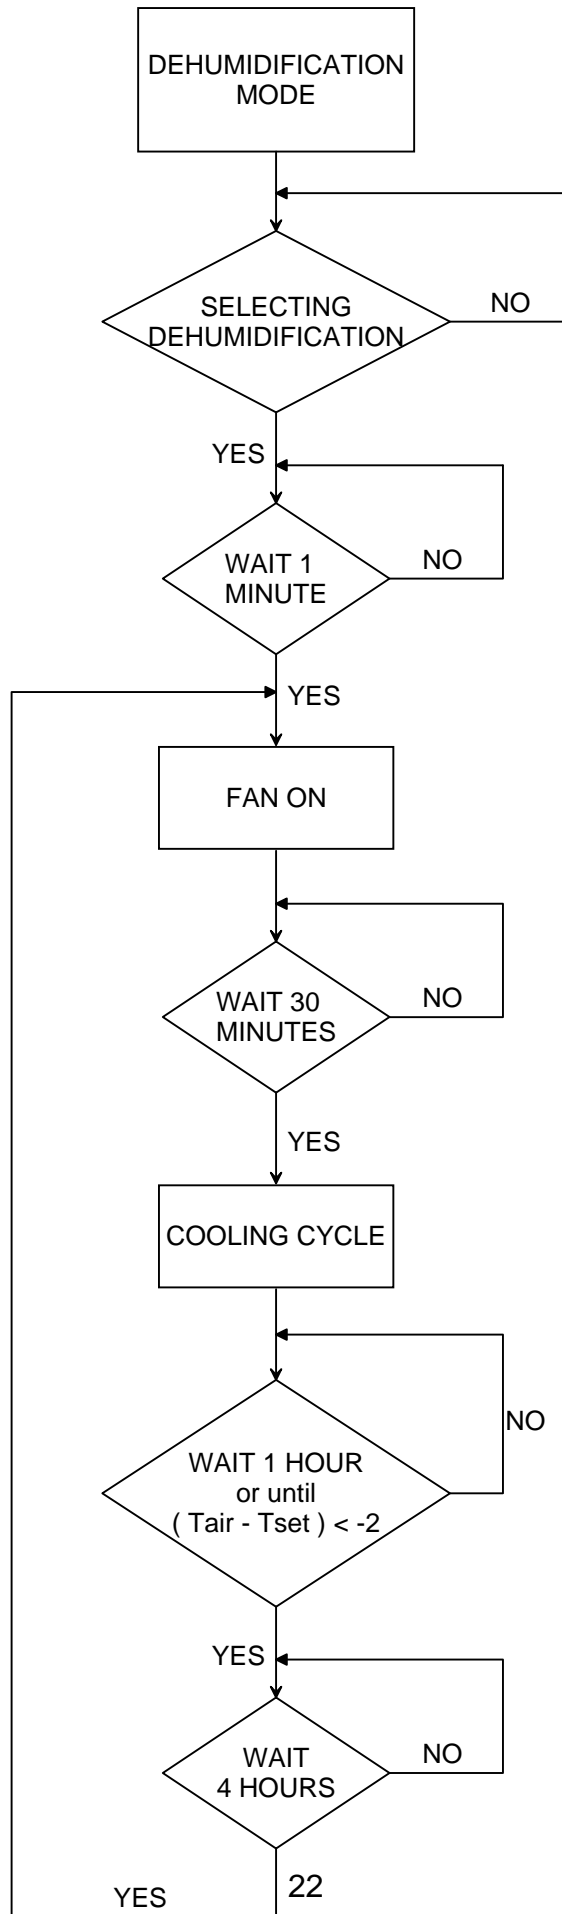 DEHUMIDIFICATION
MODE
SELECTING
DEHUMIDIFICATION
NO
YES
WAIT 1
MINUTE
NO
YES
FAN ON
WAIT 30
MINUTES
NO
YES
COOLING CYCLE
WAIT 1 HOUR
or until
( Tair - Tset ) < -2
NO
YES
WAIT
4 HOURS
NO
YES
22